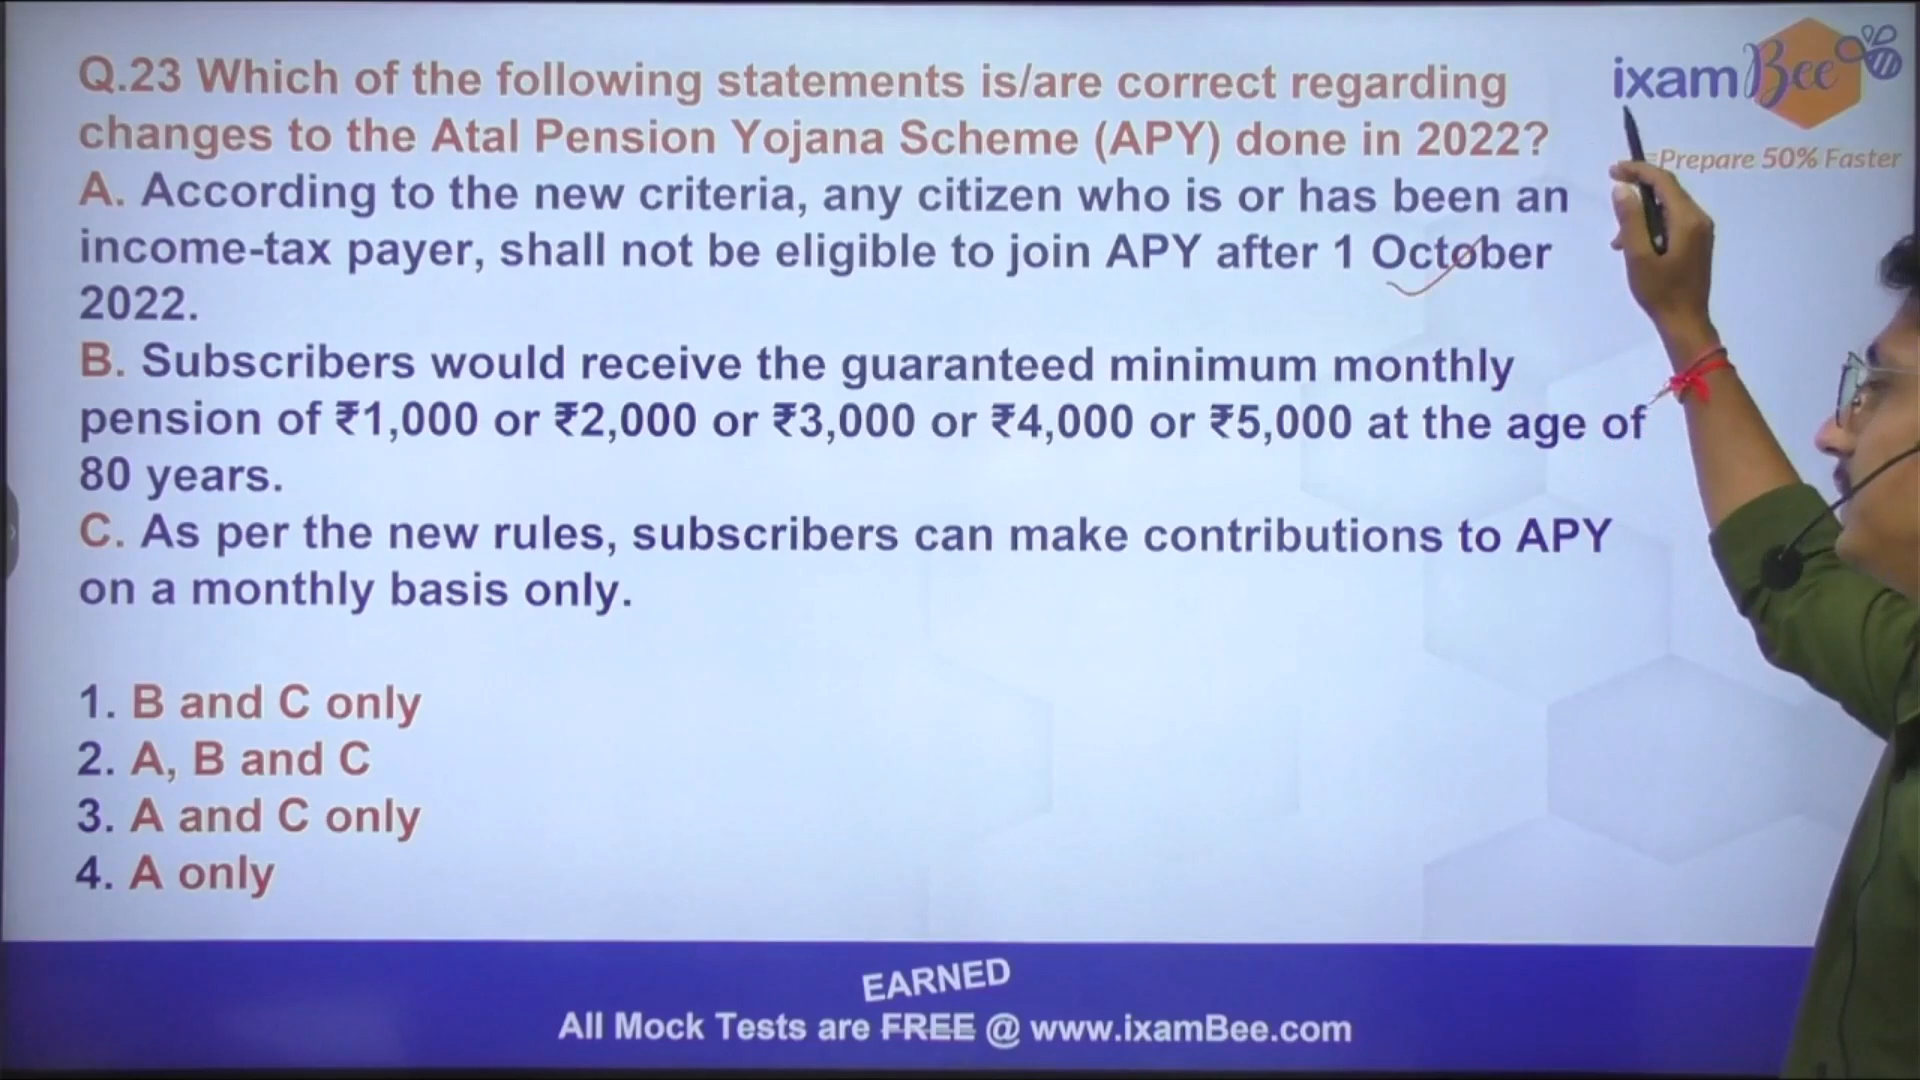 Q.23 Which of the following statements is/are correct regarding
changes to the Atal Pension Yojana Scheme (APY) done in 2022?
A. According to the new criteria, any citizen who is or has been an
income-tax payer, shall not be eligible to join APY after 1 October
2022.
B. Subscribers would receive the guaranteed minimum monthly
pension of ₹1,000 or ₹2,000 or ₹3,000 or ₹4,000 or ₹5,000 at the age of
80 years.
C. As per the new rules, subscribers can make contributions to APY
on a monthly basis only.
1. B and C only
2. A, B and C
3. A and C only
4. A only
ixamBee
Prepare 50% Faster
EARNED
All Mock Tests are FREE @ www.ixamBee.com